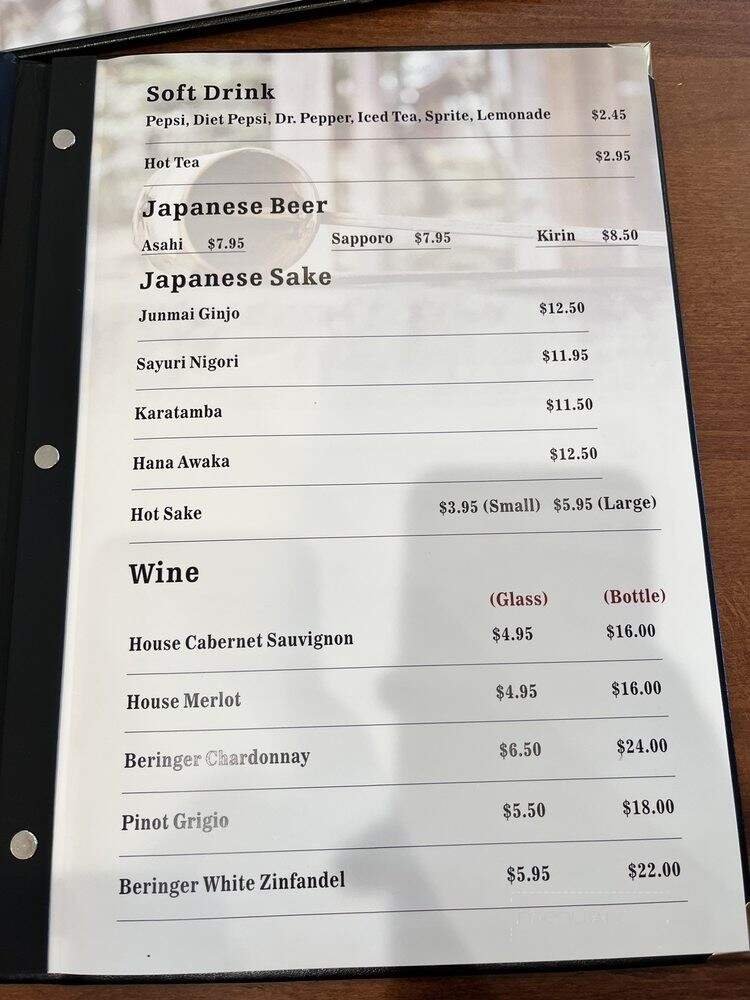 Soft Drink
Pepsi, Diet Pepsi, Dr. Pepper, Iced Tea, Sprite, Lemonade $2.45
Hot Tea $2.95
Japanese Beer
Asahi $7.95 Sapporo $7.95 Kirin $8.50
Japanese Sake
Junmai Ginjo $12.50
Sayuri Nigori $11.95
Karatamba $11.50
Hana Awaka $12.50
Hot Sake $3.95 (Small) $5.95 (Large)
Wine
(Glass) (Bottle)
House Cabernet Sauvignon $4.95 $16.00
House Merlot $4.95 $16.00
Beringer Chardonnay $6.50 $24.00
Pinot Grigio $5.50 $18.00
Beringer White Zinfandel $5.95 $22.00